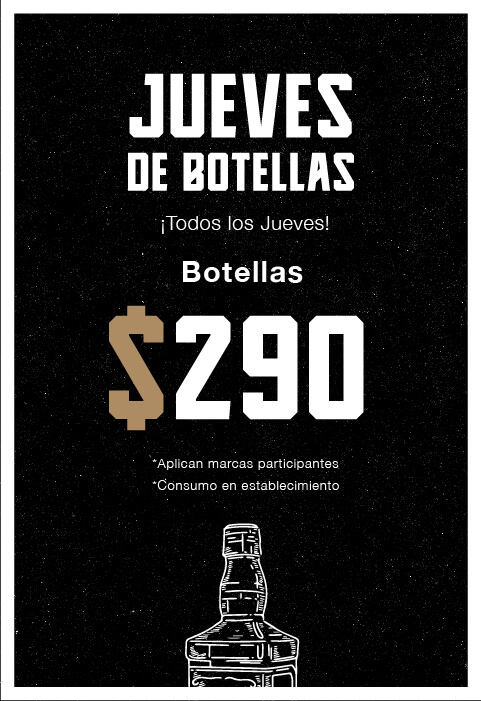 JUEVES
DE BOTELLAS
¡Todos los Jueves!
Botellas
$290
*Aplican marcas participantes
*Consumo en establecimiento